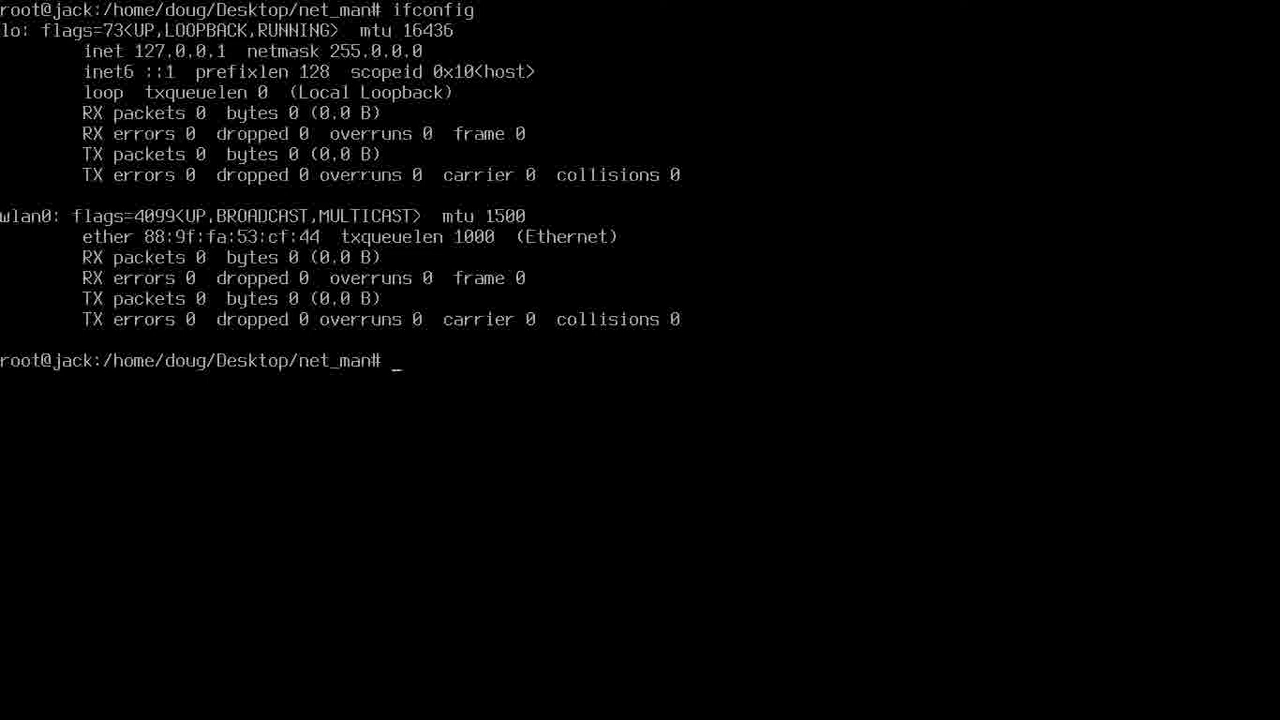 root@jack:/home/doug/Desktop/net_man# ifconfig
lo: flags=73<UP,LOOPBACK,RUNNING>  mtu 16436
        inet 127.0.0.1  netmask 255.0.0.0
        inet6 ::1  prefixlen 128  scopeid 0x10<host>
        loop  txqueuelen 0  (Local Loopback)
        RX packets 0  bytes 0 (0.0 B)
        RX errors 0  dropped 0  overruns 0  frame 0
        TX packets 0  bytes 0 (0.0 B)
        TX errors 0  dropped 0 overruns 0  carrier 0  collisions 0

wlan0: flags=4099<UP,BROADCAST,MULTICAST>  mtu 1500
        ether 88:9f:fa:53:cf:44  txqueuelen 1000  (Ethernet)
        RX packets 0  bytes 0 (0.0 B)
        RX errors 0  dropped 0  overruns 0  frame 0
        TX packets 0  bytes 0 (0.0 B)
        TX errors 0  dropped 0 overruns 0  carrier 0  collisions 0

root@jack:/home/doug/Desktop/net_man# _